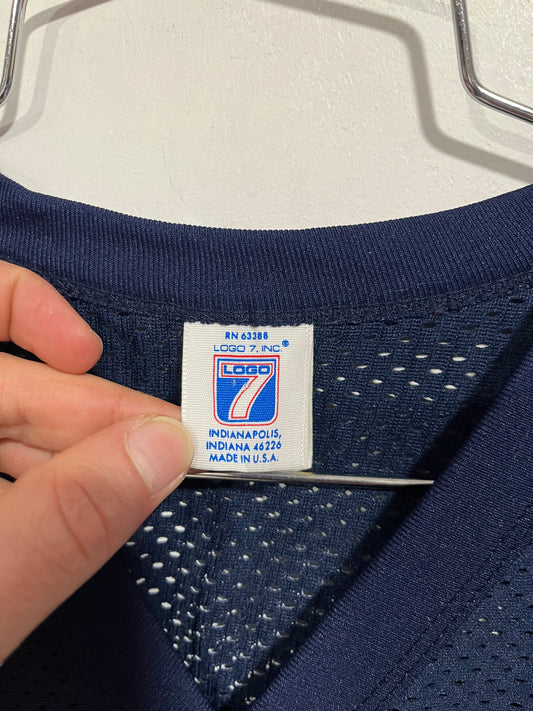 RN 63388
LOGO 7, INC.®
LOGO
7
INDIANAPOLIS,
INDIANA 46226
MADE IN U.S.A.